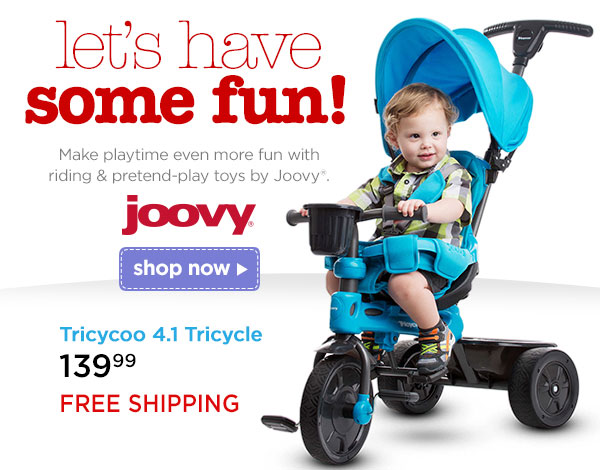 let's have
some fun!
Make playtime even more fun with
riding & pretend-play toys by Joovy®.
joovy®
shop now ▶
Tricycoo 4.1 Tricycle
139⁹⁹
FREE SHIPPING